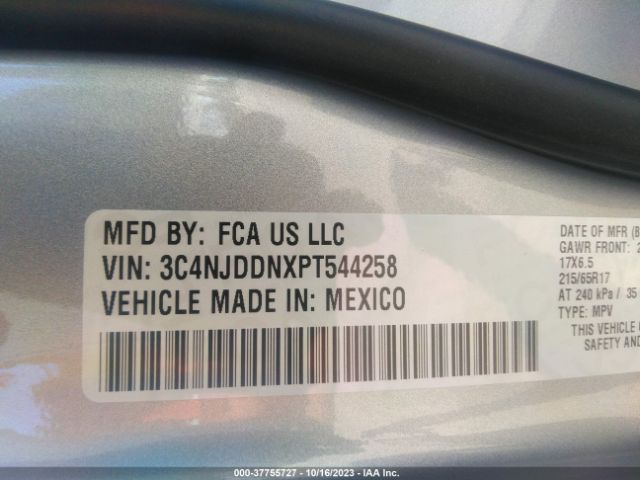 MFD BY: FCA US LLC
VIN: 3C4NJDDNXPT544258
VEHICLE MADE IN: MEXICO
DATE OF MFR (B
GAWR FRONT: 2
17X6.5
215/65R17
AT 240 kPa / 35
TYPE: MPV
THIS VEHICLE
SAFETY AND
000-37755727 - 10/16/2023 - IAA Inc.